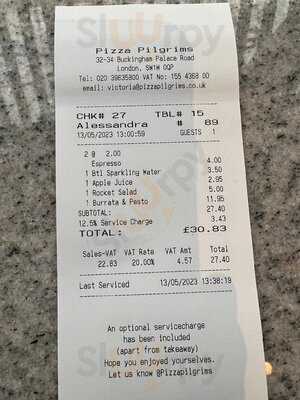 Pizza Pilgrims
32-34 Buckingham Palace Road
London, SW1W 0QP
Tel: 020 39635800 VAT No: 155 4368 00
email: victoria@pizzapilgrims.co.uk
CHK# 27 TBL# 15
Alessandra # 89
13/05/2023 13:00:59 GUESTS 1
2 @ 2.00
Espresso 4.00
1 Btl Sparkling Water 3.50
1 Apple Juice 2.95
1 Rocket Salad 5.00
1 Burrata & Pesto 11.95
SUBTOTAL: 27.40
12.5% Service Charge 3.43
TOTAL: £30.83
Sales-VAT VAT Rate VAT Amt Total
22.83 20.00% 4.57 27.40
Last Serviced 13/05/2023 13:38:19
An optional servicecharge
has been included
(apart from takeaway)
Hope you enjoyed yourselves.
Let us know @Pizzapilgrims